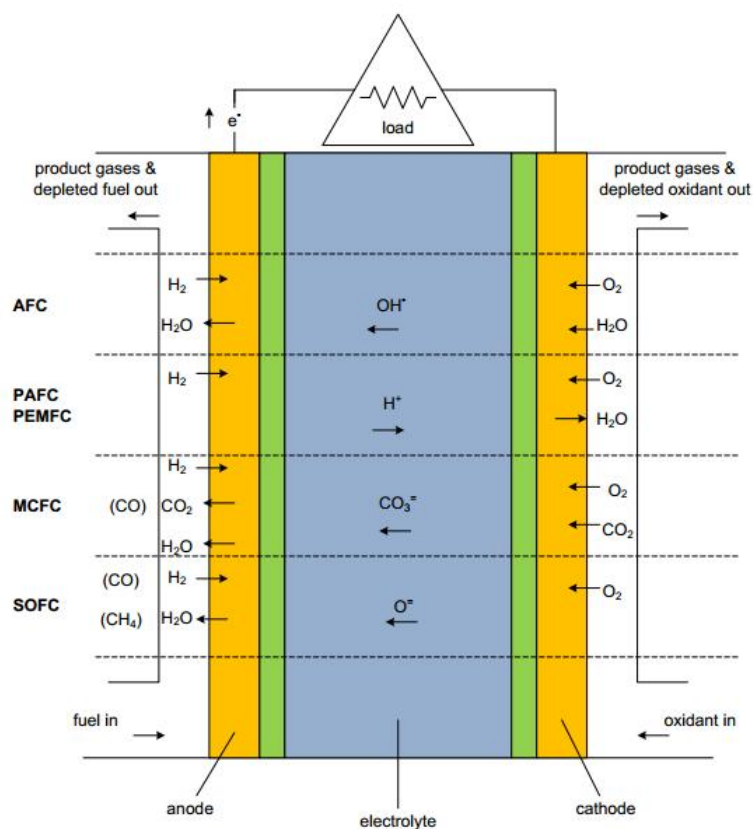 load
e⁻
product gases &
depleted fuel out
product gases &
depleted oxidant out
AFC
H₂
H₂O
OH⁻
O₂
H₂O
PAFC
PEMFC
H₂
H⁺
O₂
H₂O
MCFC
(CO)
H₂
CO₂
H₂O
CO₃⁼
O₂
CO₂
SOFC
(CO)
(CH₄)
H₂
H₂O
O⁼
O₂
fuel in
oxidant in
anode
electrolyte
cathode